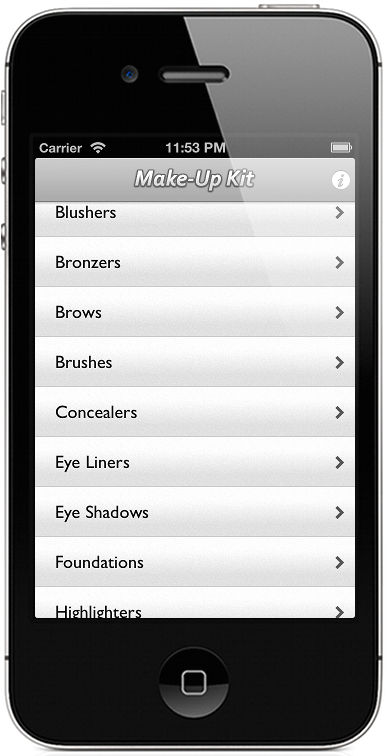 Carrier 11:53 PM
Make-Up Kit
Blushers
Bronzers
Brows
Brushes
Concealers
Eye Liners
Eye Shadows
Foundations
Highlighters